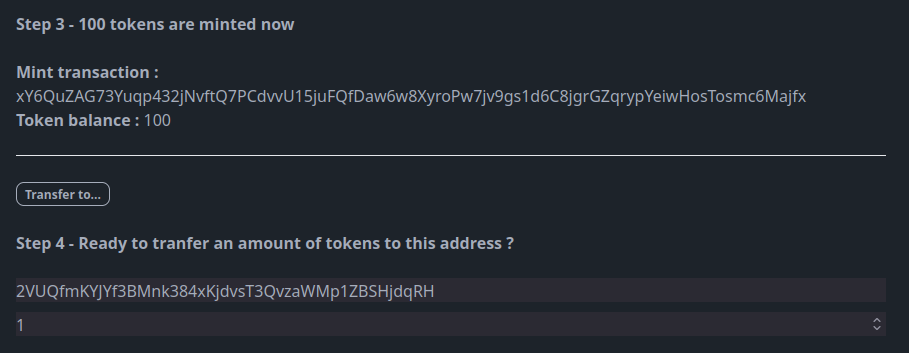 Step 3 - 100 tokens are minted now
Mint transaction :
xY6QuZAG73Yuqp432jNvftQ7PCdvvU15juFQfDaw6w8XyroPw7jv9gs1d6C8jgrGZqrypYeiwHosTosmc6Majfx
Token balance : 100
Transfer to...
Step 4 - Ready to tranfer an amount of tokens to this address ?
2VUQfmKYJYf3BMnk384xKjdvsT3QvzaWMp1ZBSHjdqRH
1